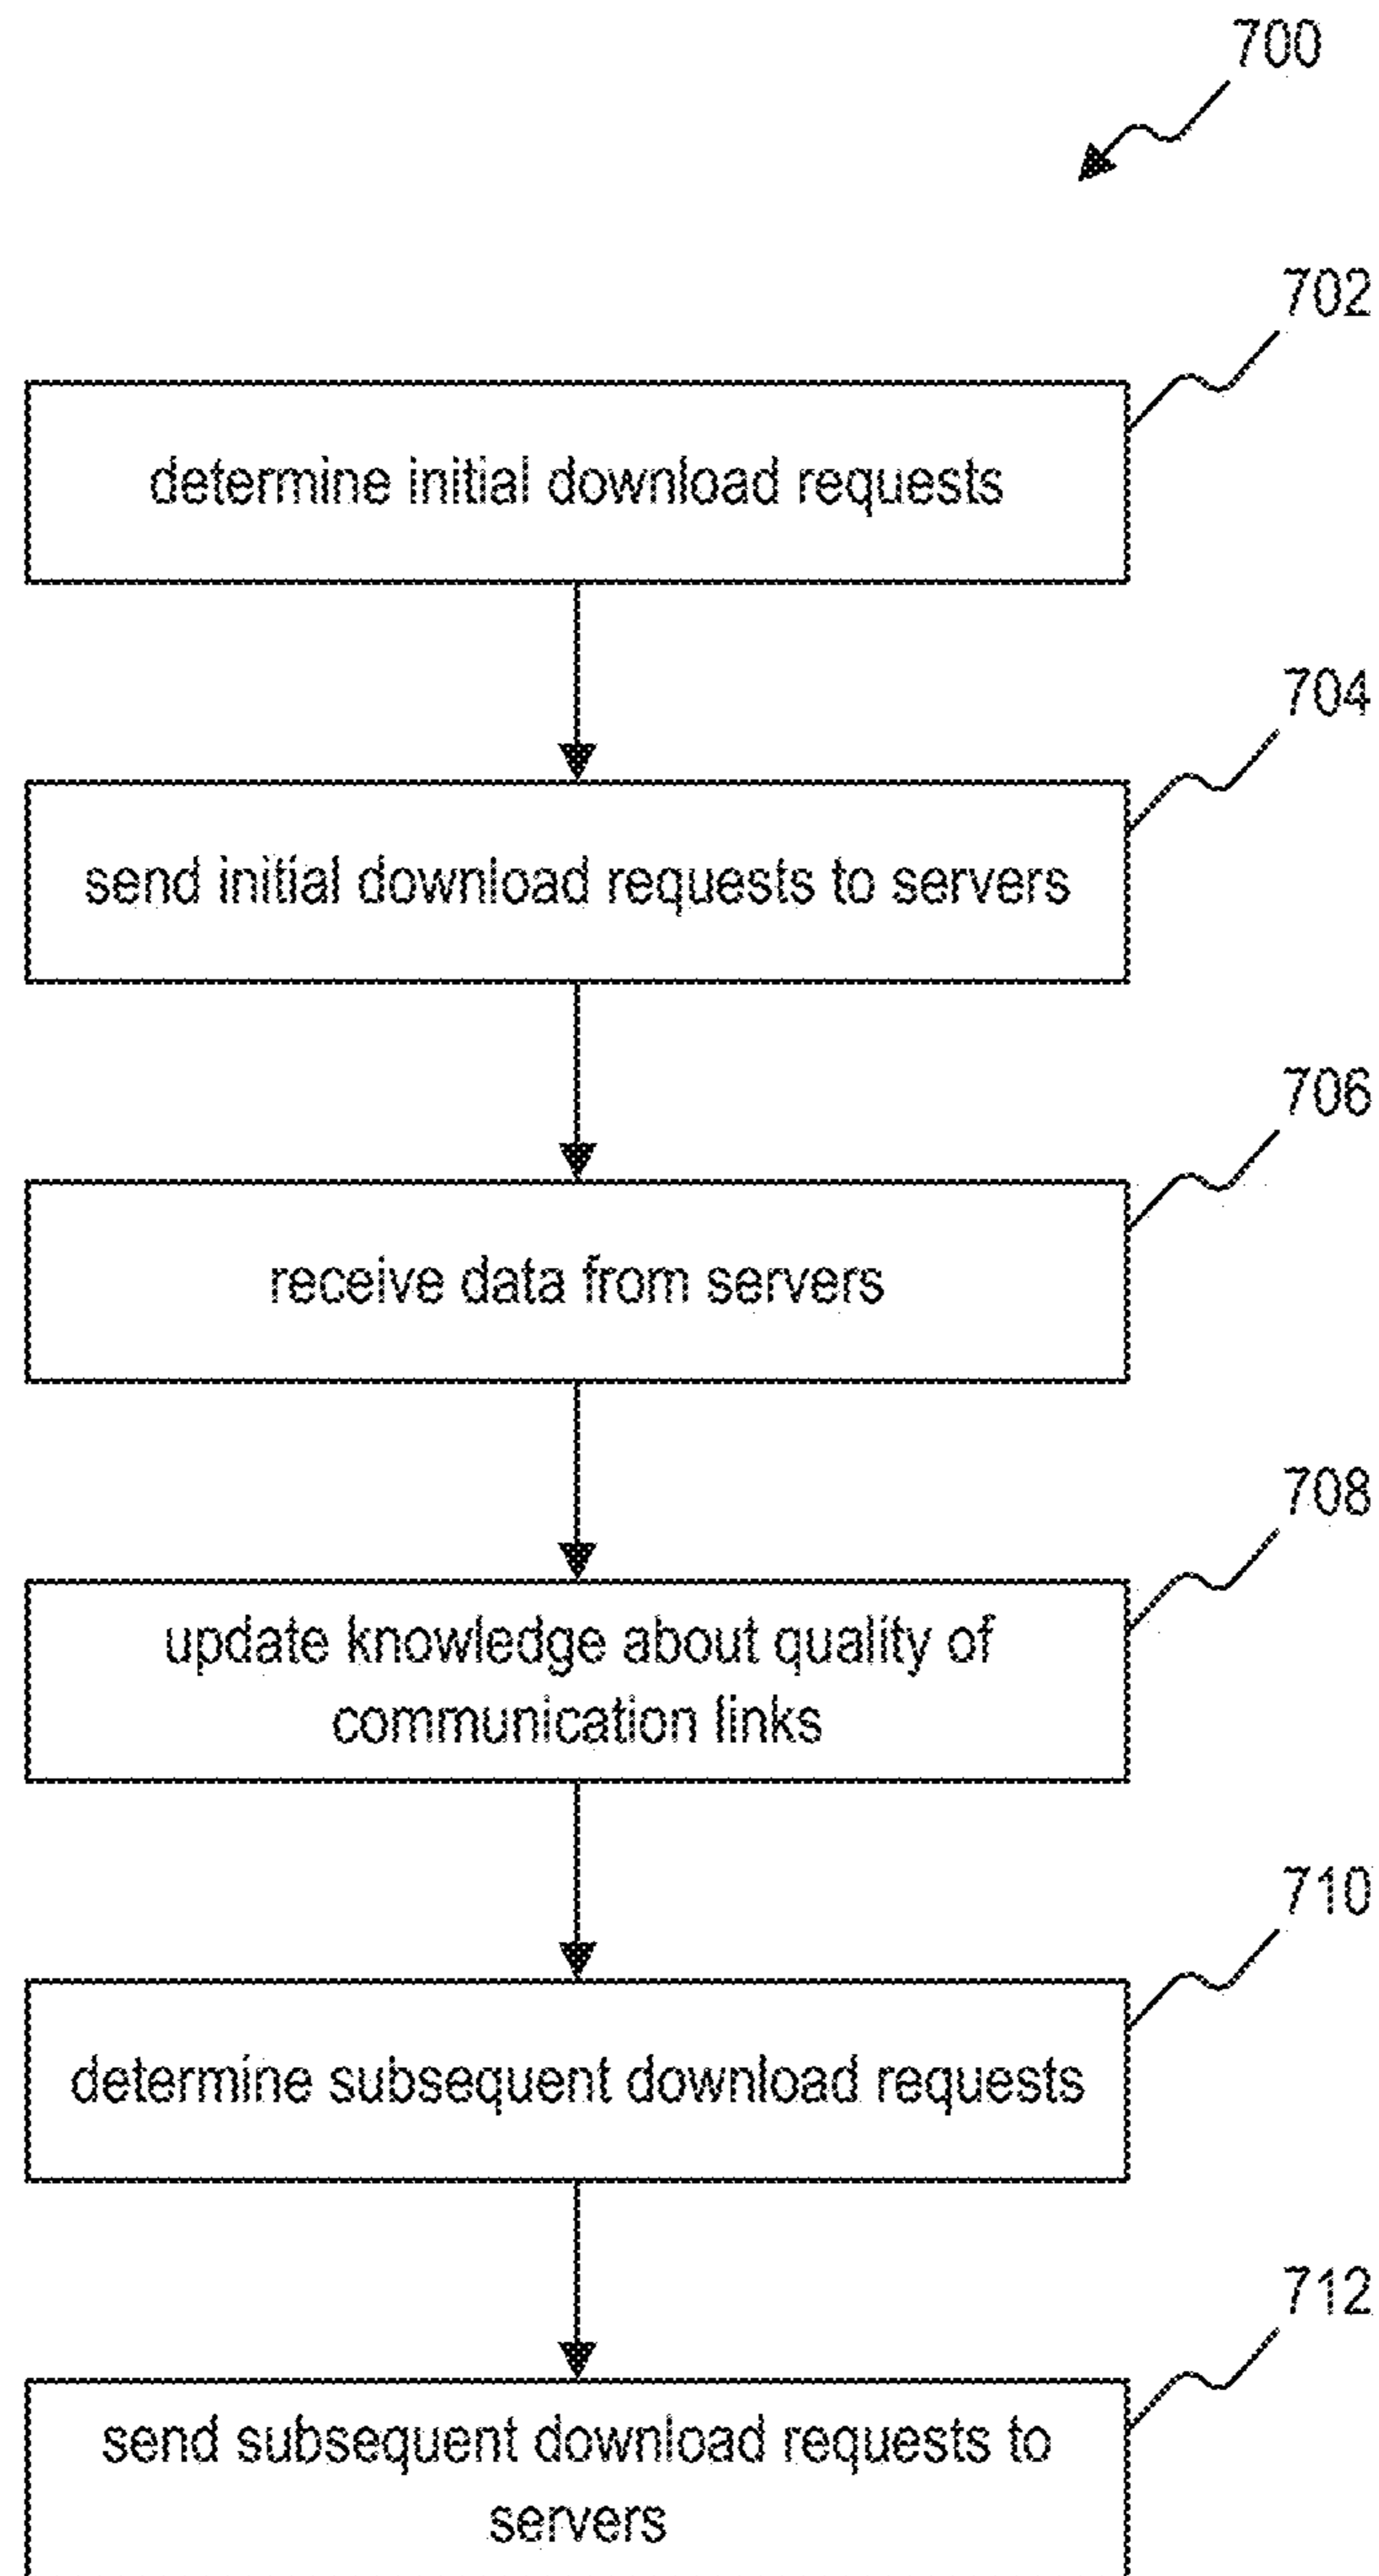 700
702
determine initial download requests
704
send initial download requests to servers
706
receive data from servers
708
update knowledge about quality of
communication links
710
determine subsequent download requests
712
send subsequent download requests to
servers